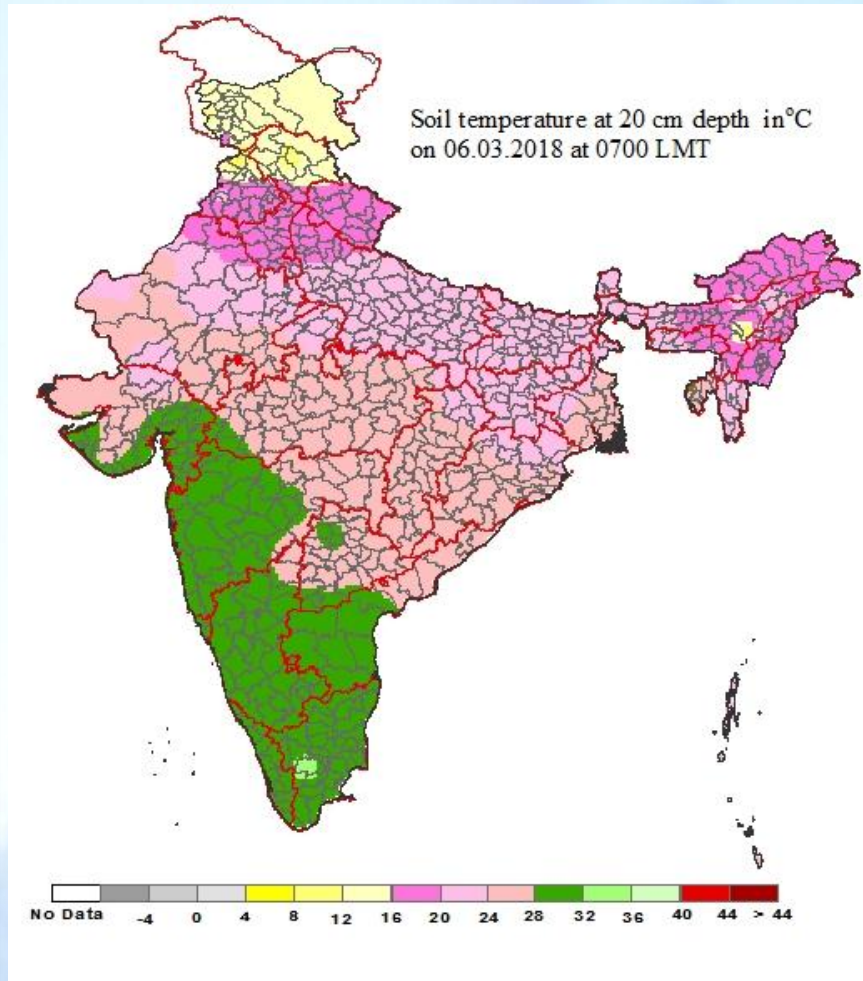 Soil temperature at 20 cm depth in°C
on 06.03.2018 at 0700 LMT
No Data -4 0 4 8 12 16 20 24 28 32 36 40 44 > 44